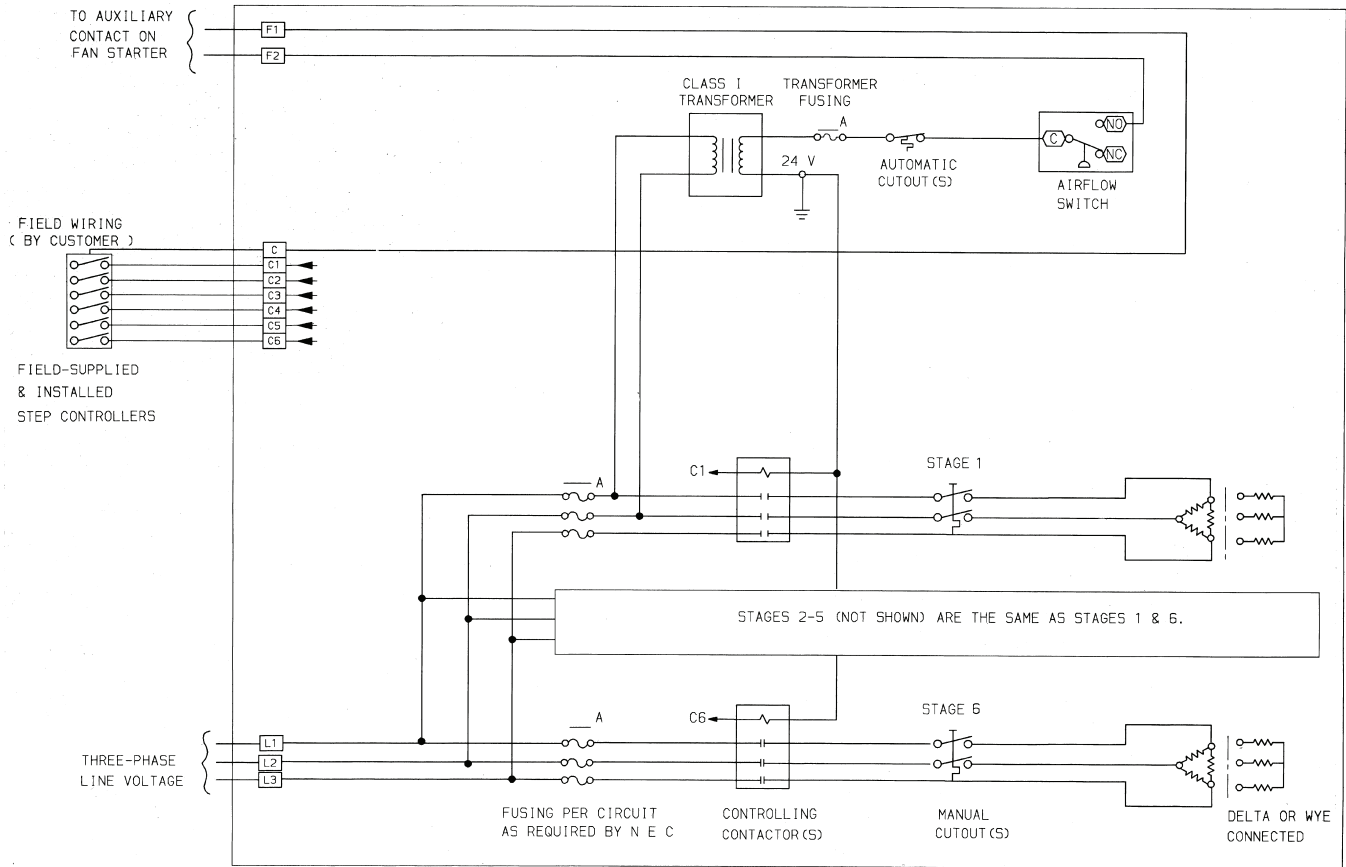 TO AUXILIARY
CONTACT ON
FAN STARTER
F1
F2
CLASS I
TRANSFORMER
TRANSFORMER
FUSING
A
24 V
AUTOMATIC
CUTOUT(S)
C
NO
NC
AIRFLOW
SWITCH
FIELD WIRING
( BY CUSTOMER )
C
C1
C2
C3
C4
C5
C6
FIELD-SUPPLIED
& INSTALLED
STEP CONTROLLERS
A
C1
STAGE 1
STAGES 2-5 (NOT SHOWN) ARE THE SAME AS STAGES 1 & 6.
A
C6
STAGE 6
THREE-PHASE
LINE VOLTAGE
L1
L2
L3
FUSING PER CIRCUIT
AS REQUIRED BY N E C
CONTROLLING
CONTACTOR(S)
MANUAL
CUTOUT(S)
DELTA OR WYE
CONNECTED